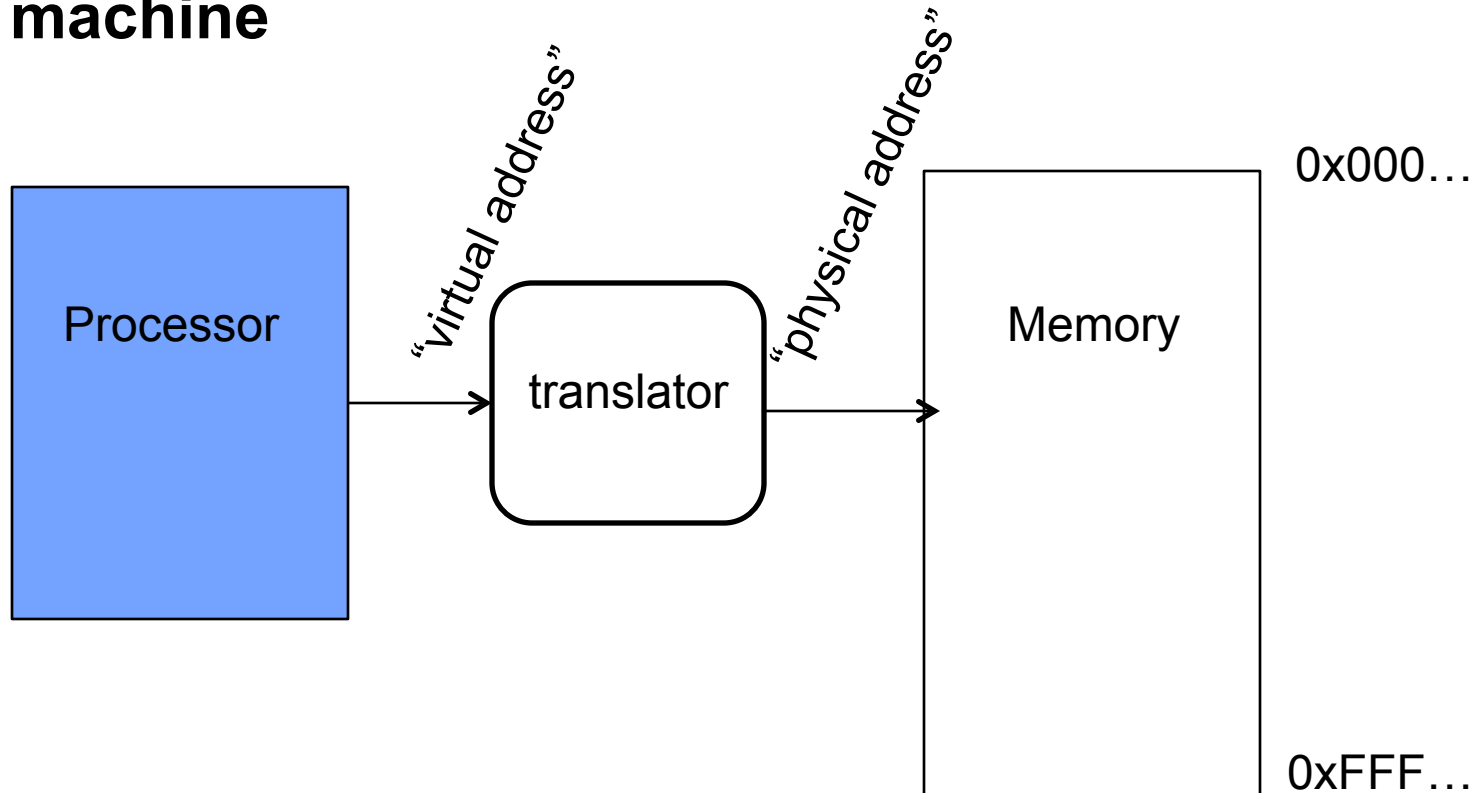 machine
“virtual address”
“physical address”
0x000…
Processor
translator
Memory
0xFFF…